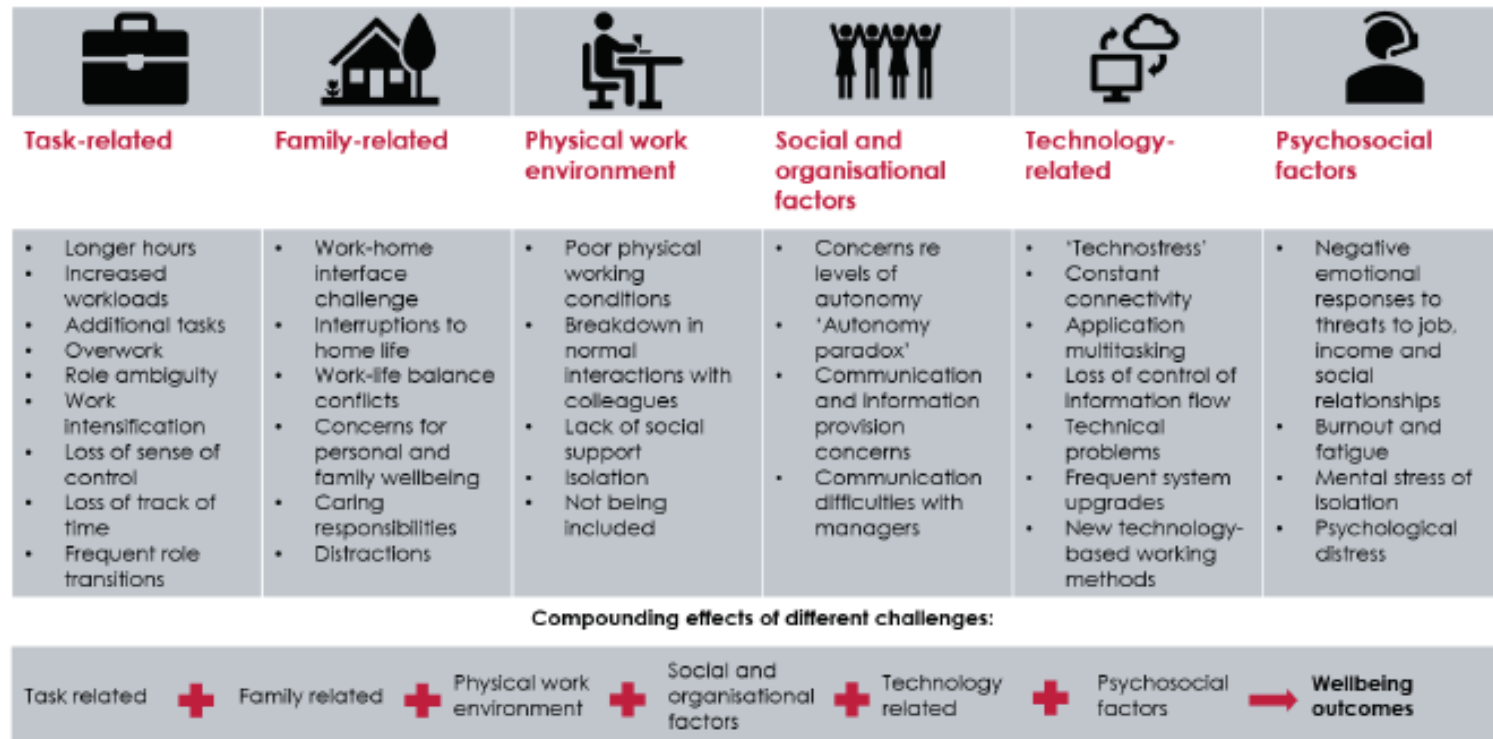 Task-related
Family-related
Physical work
environment
Social and
organisational
factors
Technology-
related
Psychosocial
factors
• Longer hours
• Increased
workloads
• Additional tasks
• Overwork
• Role ambiguity
• Work
intensification
• Loss of sense of
control
• Loss of track of
time
• Frequent role
transitions
• Work-home
interface
challenge
• Interruptions to
home life
• Work-life balance
conflicts
• Concerns for
personal and
family wellbeing
• Caring
responsibilities
• Distractions
• Poor physical
working
conditions
• Breakdown in
normal
interactions with
colleagues
• Lack of social
support
• Isolation
• Not being
included
• Concerns re
levels of
autonomy
• 'Autonomy
paradox'
• Communication
and information
provision
concerns
• Communication
difficulties with
managers
• 'Technostress'
• Constant
connectivity
• Application
multitasking
• Loss of control of
information flow
• Technical
problems
• Frequent system
upgrades
• New technology-
based working
methods
• Negative
emotional
responses to
threats to job,
income and
social
relationships
• Burnout and
fatigue
• Mental stress of
isolation
• Psychological
distress
Compounding effects of different challenges:
Task related
Family related
Physical work
environment
Social and
organisational
factors
Technology
related
Psychosocial
factors
Wellbeing
outcomes